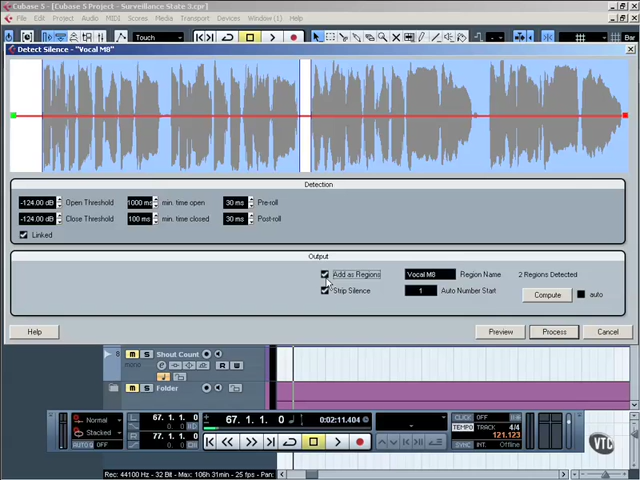 Cubase 5 - [Cubase 5 Project - Surveillance State 3.cpr]
File Edit Project Audio MIDI Scores Media Transport Devices Window (1) Help
Touch
Grid
Bar
Detect Silence - "Vocal M8"
Detection
-124.00 dB Open Threshold 1000 ms min. time open 30 ms Pre-roll
-124.00 dB Close Threshold 100 ms min. time closed 30 ms Post-roll
Linked
Output
Add as Regions Vocal M8 Region Name 2 Regions Detected
Strip Silence 1 Auto Number Start Compute auto
Help Preview Process Cancel
8 M S Shout Count
R W
M S Folder
Normal L 67. 1. 1. 0 67. 1. 1. 0 0:02:11.404 CLICK OFF
Stacked TEMPO TRACK 4/4
AUTO Q R 77. 1. 1. 0 121.123
SYNC INT. Offline
VTC
Rec: 44100 Hz - 32 Bit - Max: 106h 31min - 25 fps - Pan: